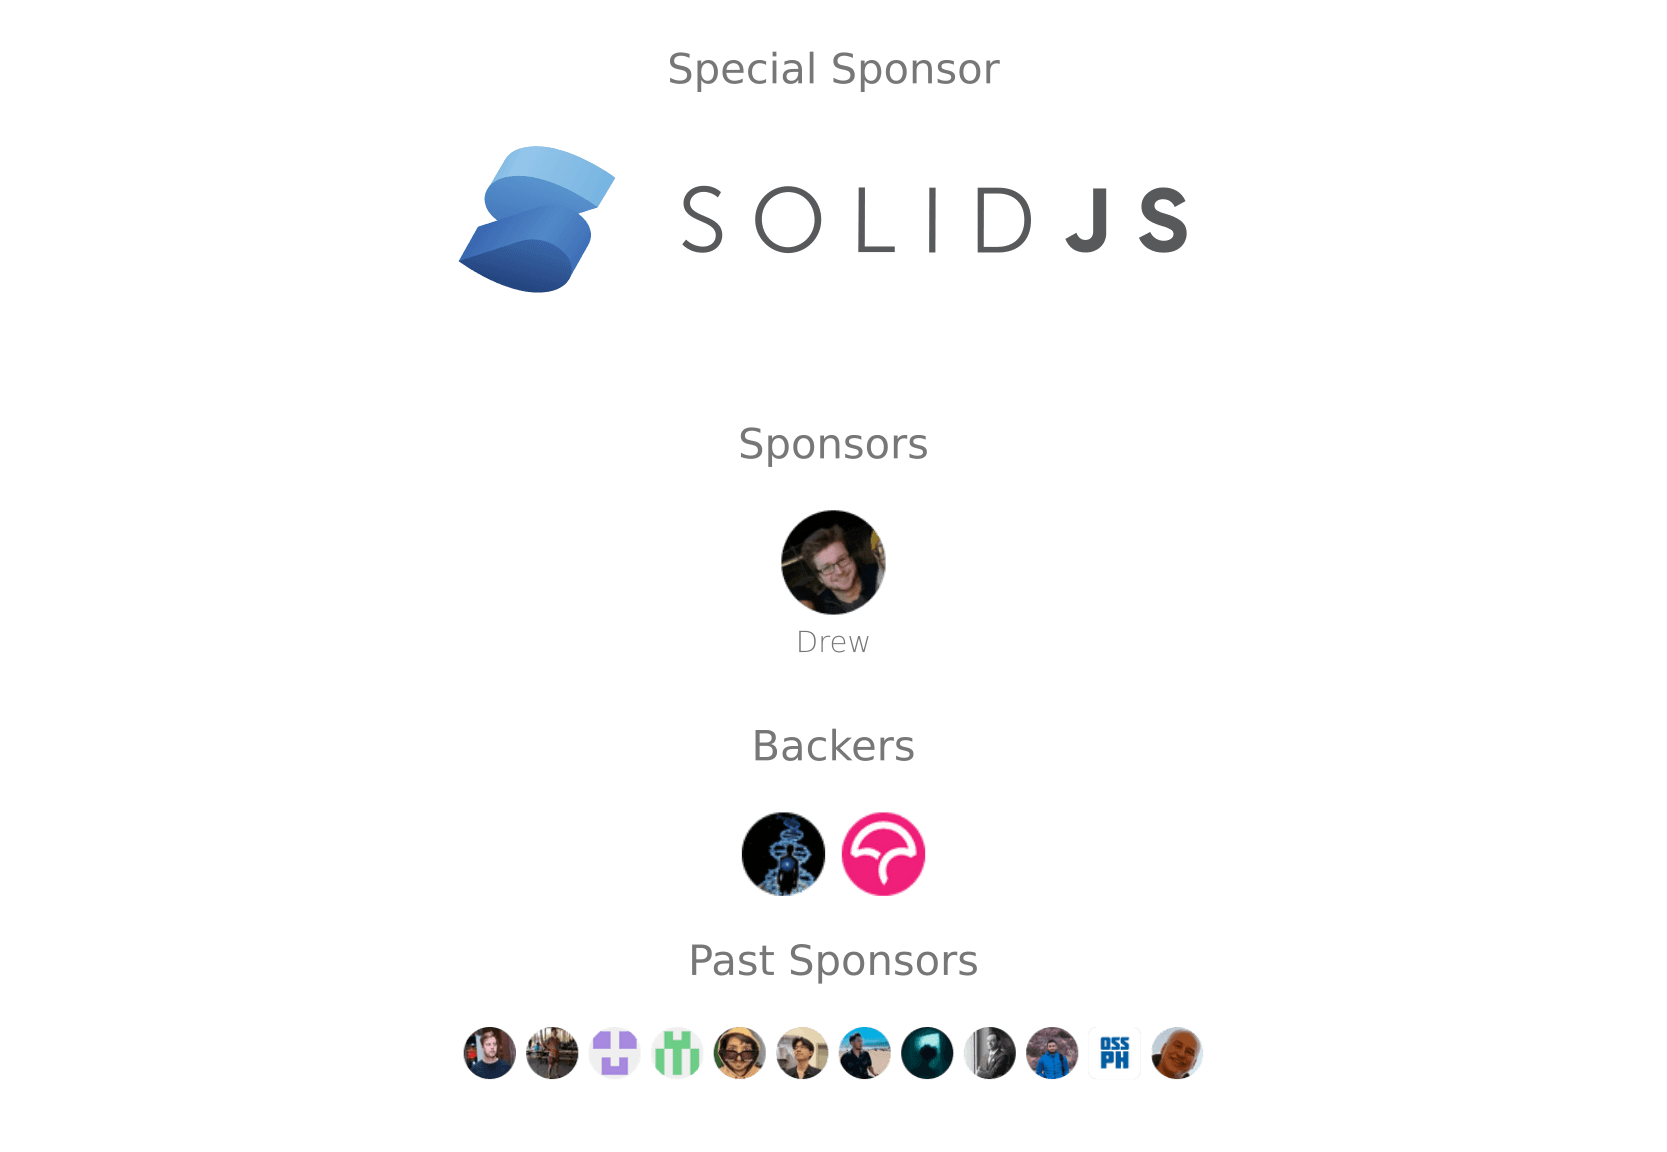 Special Sponsor
SOLIDJS
Sponsors
Drew
Backers
Past Sponsors
OSS
PH